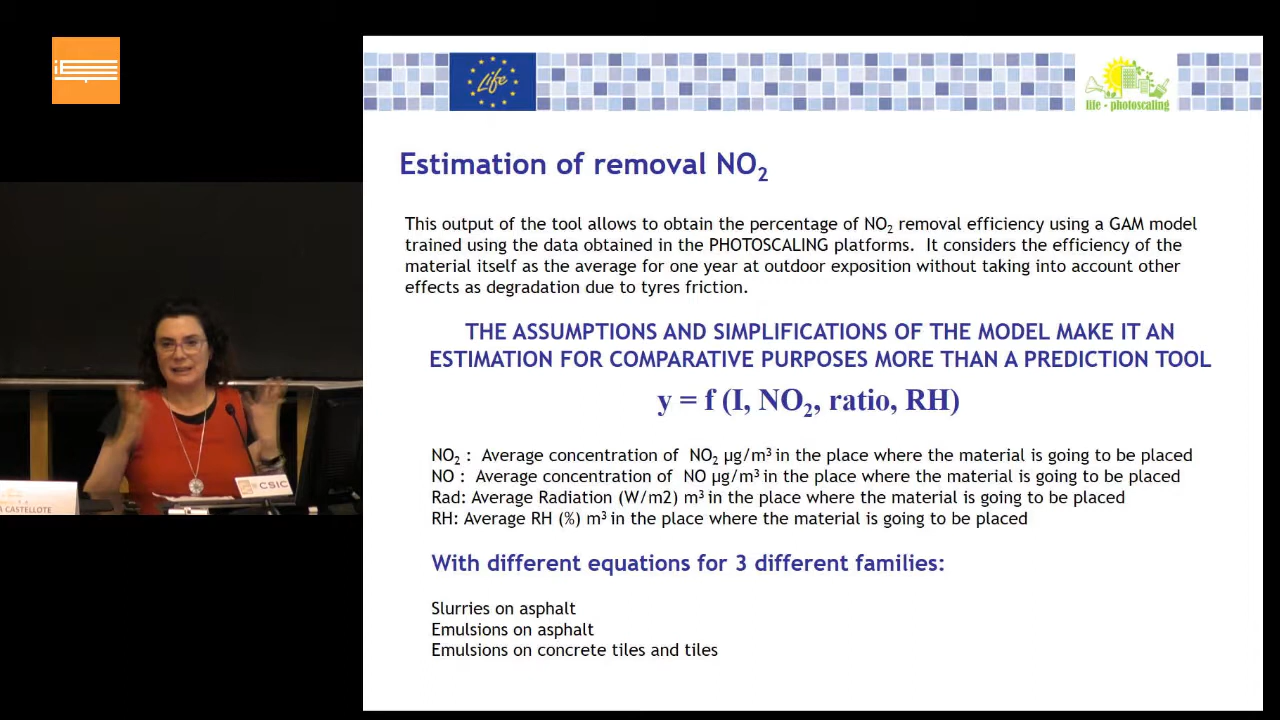 Life
life - photoscaling
Estimation of removal NO₂
This output of the tool allows to obtain the percentage of NO₂ removal efficiency using a GAM model
trained using the data obtained in the PHOTOSCALING platforms. It considers the efficiency of the
material itself as the average for one year at outdoor exposition without taking into account other
effects as degradation due to tyres friction.
THE ASSUMPTIONS AND SIMPLIFICATIONS OF THE MODEL MAKE IT AN
ESTIMATION FOR COMPARATIVE PURPOSES MORE THAN A PREDICTION TOOL
y = f (I, NO₂, ratio, RH)
NO₂ : Average concentration of NO₂ µg/m³ in the place where the material is going to be placed
NO : Average concentration of NO µg/m³ in the place where the material is going to be placed
Rad: Average Radiation (W/m2) m³ in the place where the material is going to be placed
RH: Average RH (%) m³ in the place where the material is going to be placed
With different equations for 3 different families:
Slurries on asphalt
Emulsions on asphalt
Emulsions on concrete tiles and tiles
CSIC
A CASTELLOTE